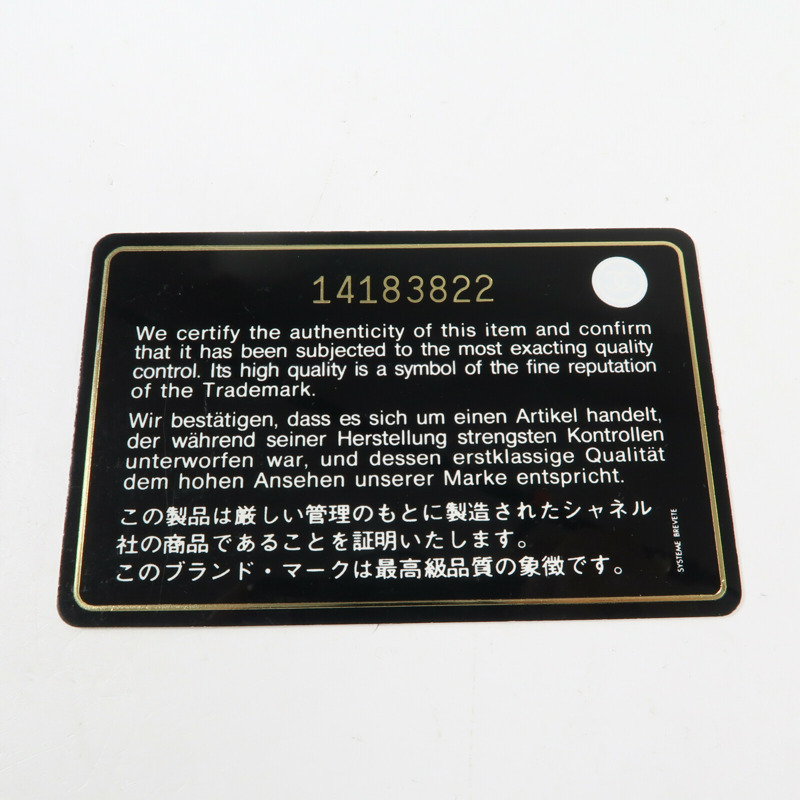 14183822
We certify the authenticity of this item and confirm
that it has been subjected to the most exacting quality
control. Its high quality is a symbol of the fine reputation
of the Trademark.
Wir bestätigen, dass es sich um einen Artikel handelt,
der während seiner Herstellung strengsten Kontrollen
unterworfen war, und dessen erstklassige Qualität
dem hohen Ansehen unserer Marke entspricht.
この製品は厳しい管理のもとに製造されたシャネル
社の商品であることを証明いたします。
このブランド・マークは最高級品質の象徴です。
SYSTEME BREVETE